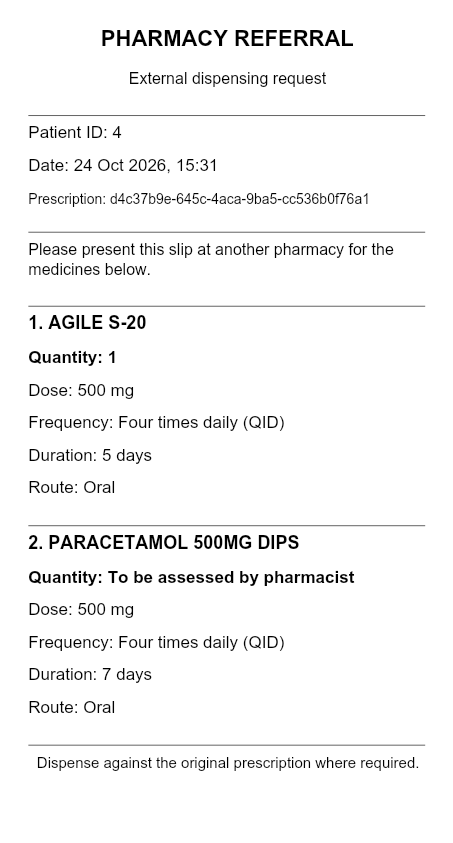 PHARMACY REFERRAL
External dispensing request
Patient ID: 4
Date: 24 Oct 2026, 15:31
Prescription: d4c37b9e-645c-4aca-9ba5-cc536b0f76a1
Please present this slip at another pharmacy for the
medicines below.
1. AGILE S-20
Quantity: 1
Dose: 500 mg
Frequency: Four times daily (QID)
Duration: 5 days
Route: Oral
2. PARACETAMOL 500MG DIPS
Quantity: To be assessed by pharmacist
Dose: 500 mg
Frequency: Four times daily (QID)
Duration: 7 days
Route: Oral
Dispense against the original prescription where required.